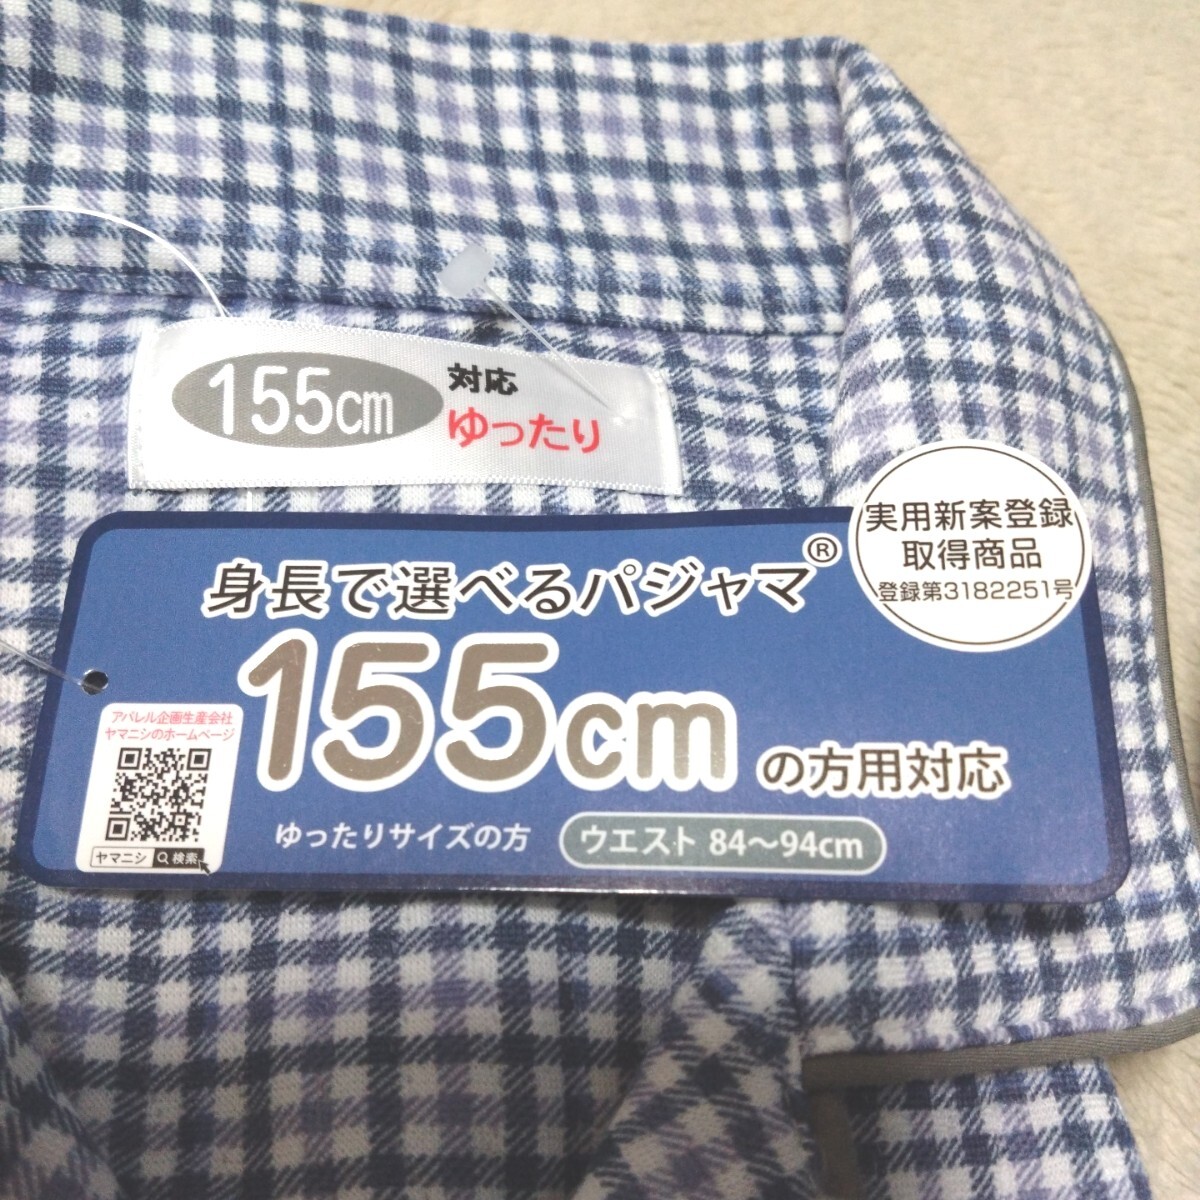 155cm 対応
ゆったり
実用新案登録
取得商品
登録第3182251号
身長で選べるパジャマ®
155cm の方用対応
ゆったりサイズの方 ウエスト 84～94cm
アパレル企画生産会社
ヤマニシのホームページ
ヤマニシ 検索